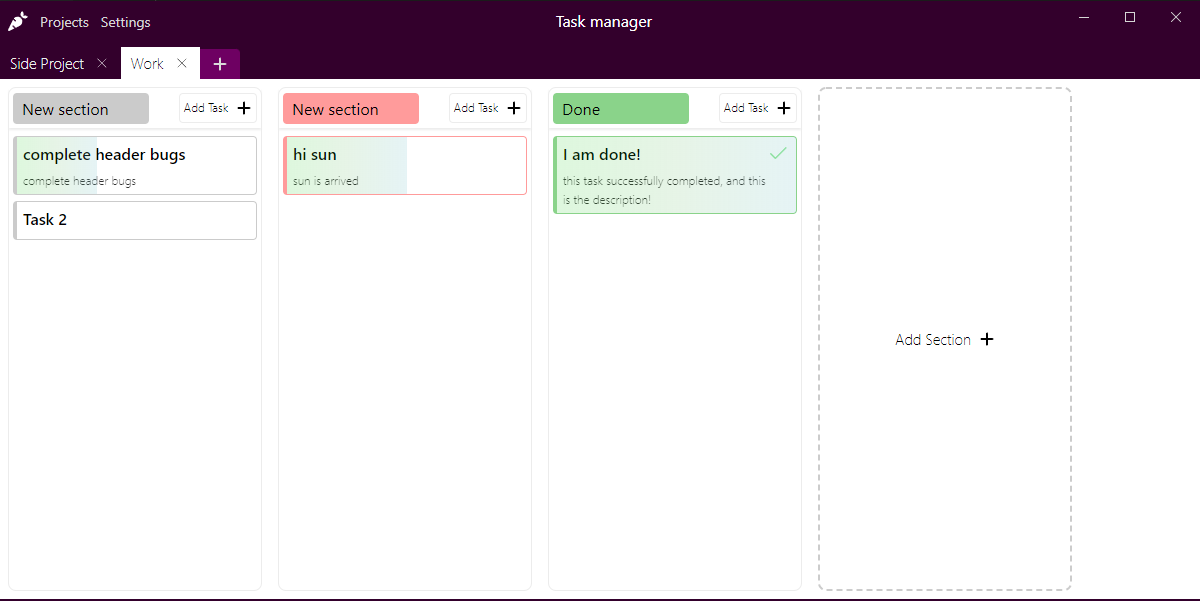 Projects Settings Task manager
Side Project Work
New section Add Task
complete header bugs
complete header bugs
Task 2
New section Add Task
hi sun
sun is arrived
Done Add Task
I am done!
this task successfully completed, and this
is the description!
Add Section